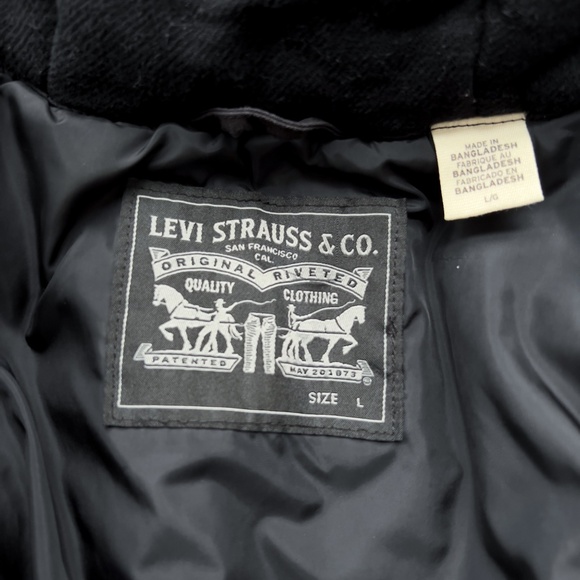 LEVI STRAUSS & CO.
SAN FRANCISCO
CAL.
ORIGINAL RIVETED
QUALITY CLOTHING
PATENTED MAY 20 1873
SIZE L
MADE IN
BANGLADESH
FABRIQUE AU
BANGLADESH
FABRICADO EN
BANGLADESH
L/G